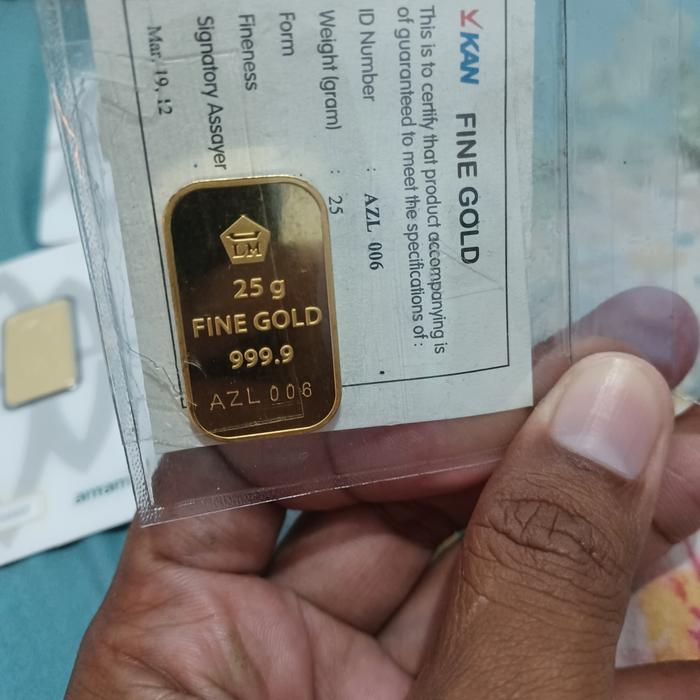 KAN FINE GOLD
This is to certify that product accompanying is
of guaranteed to meet the specifications of :
ID Number : AZL 006
Weight (gram) : 25
Form
Fineness
Signatory Assayer :
Mar, 19, 12
LM
25 g
FINE GOLD
999.9
AZL 006
antam